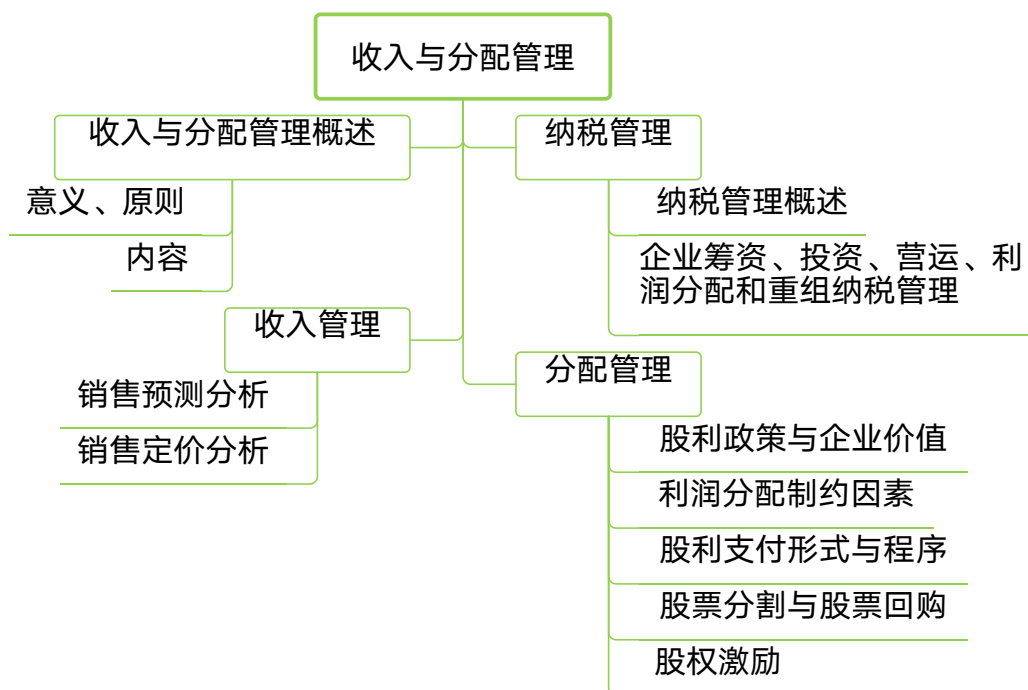 收入与分配管理
收入与分配管理概述
意义、原则
内容
收入管理
销售预测分析
销售定价分析
纳税管理
纳税管理概述
企业筹资、投资、营运、利
润分配和重组纳税管理
分配管理
股利政策与企业价值
利润分配制约因素
股利支付形式与程序
股票分割与股票回购
股权激励